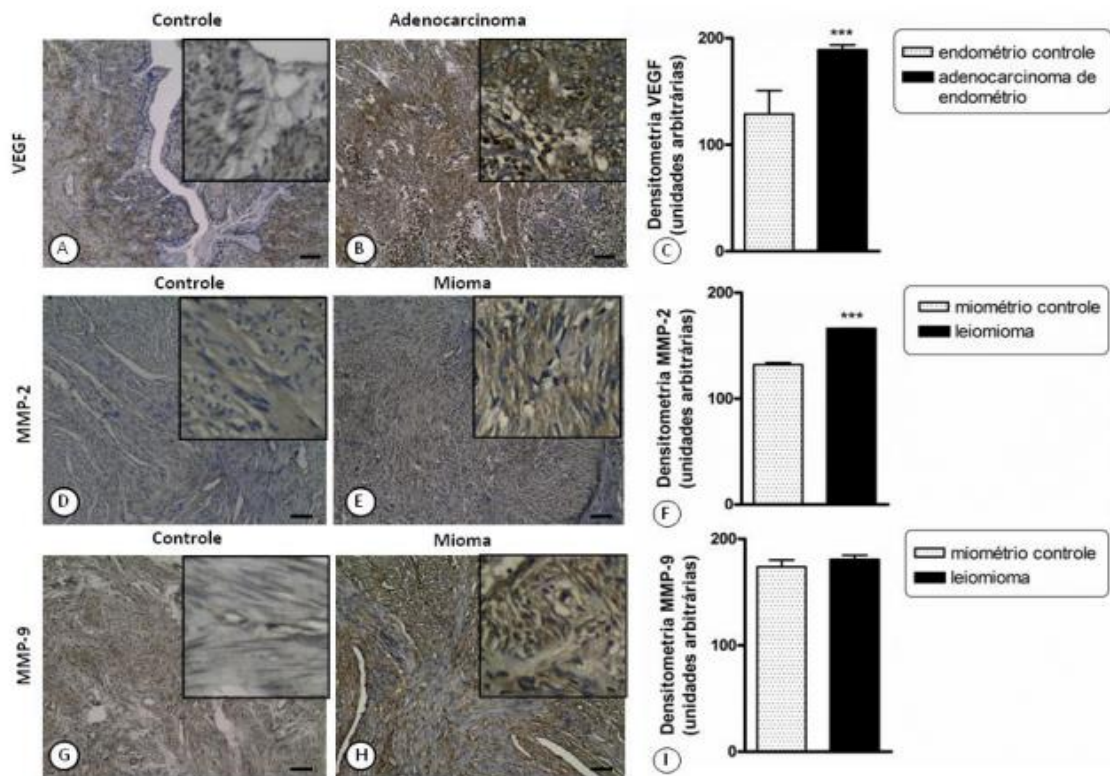 Controle
Adenocarcinoma
VEGF
A
B
Densitometria VEGF
(unidades arbitrárias)
200
100
0
***
C
endométrio controle
adenocarcinoma de
endométrio
Controle
Mioma
MMP-2
D
E
Densitometria MMP-2
(unidades arbitrárias)
200
100
0
***
F
miométrio controle
leiomioma
Controle
Mioma
MMP-9
G
H
Densitometria MMP-9
(unidades arbitrárias)
200
100
0
I
miométrio controle
leiomioma